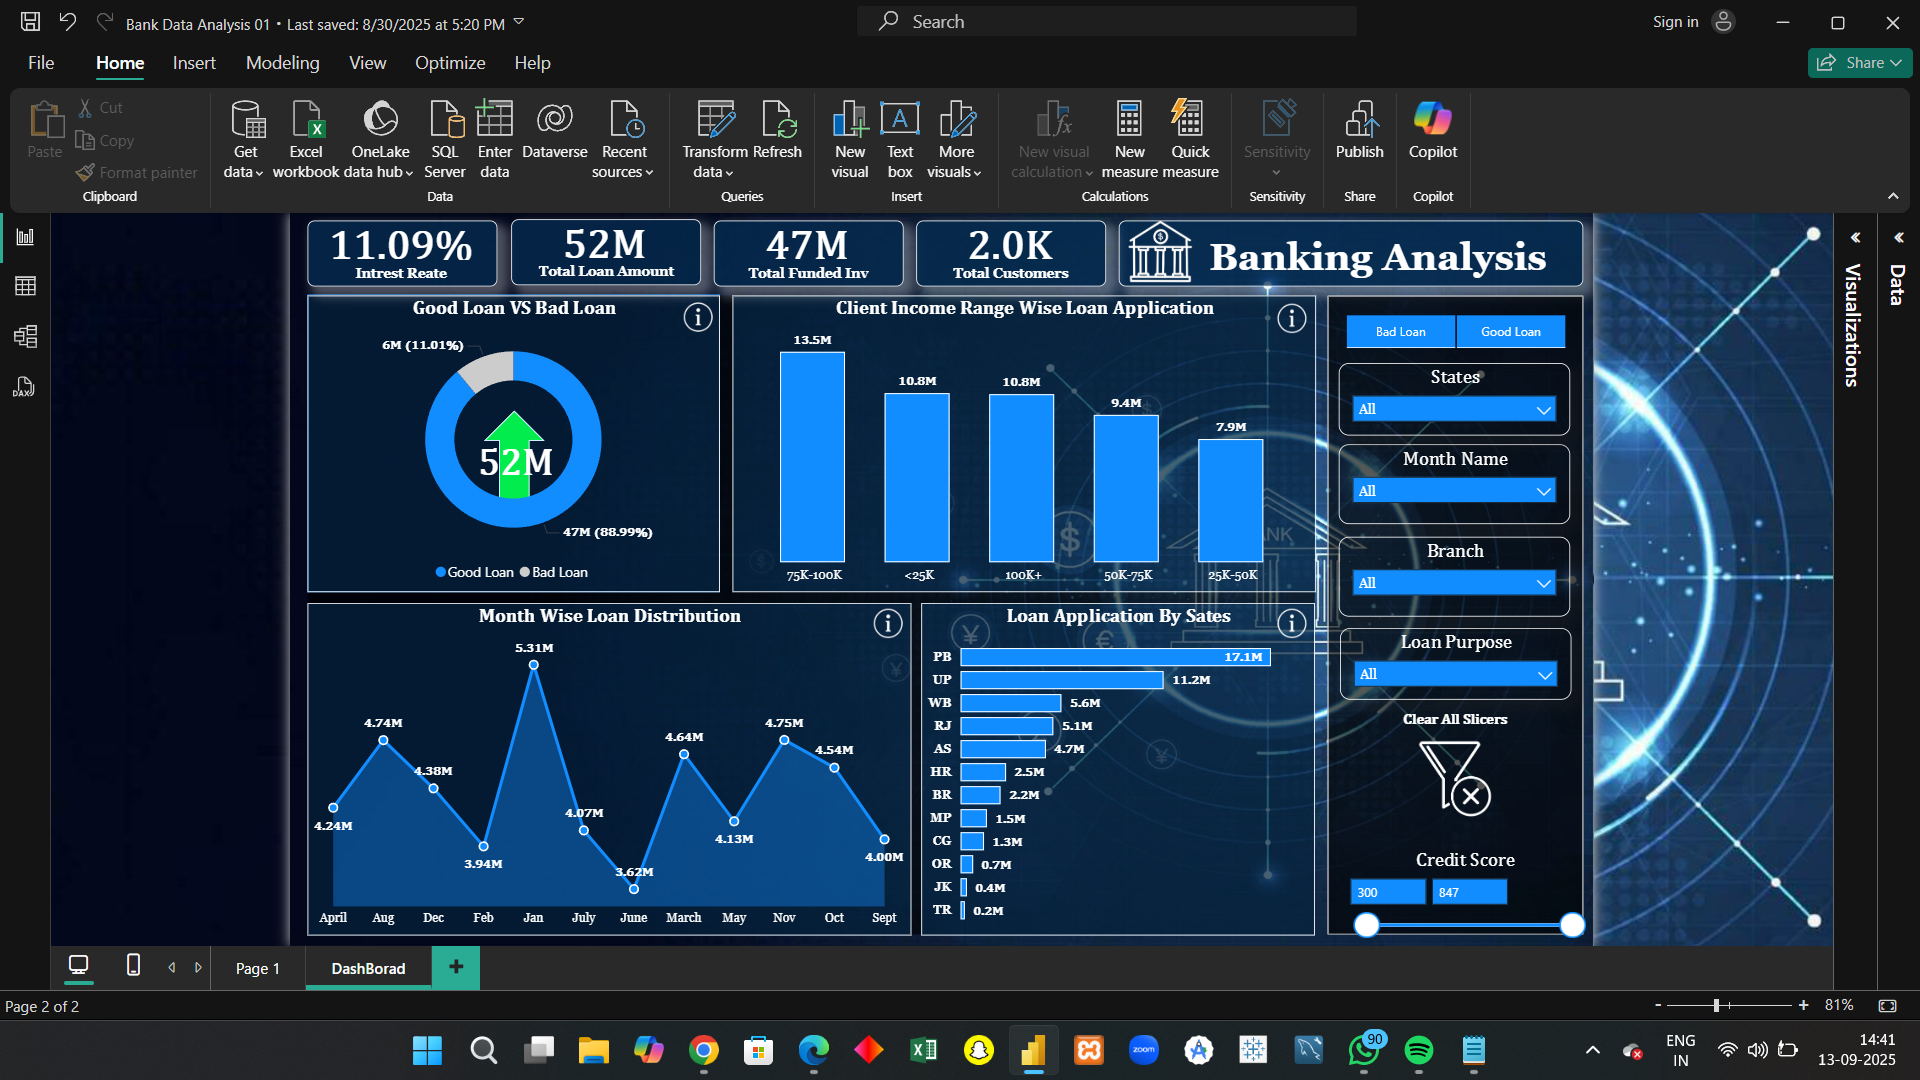 Bank Data Analysis 01 • Last saved: 8/30/2025 at 5:20 PM
Search
Sign in
File Home Insert Modeling View Optimize Help
Share
Paste
Cut
Copy
Format painter
Clipboard
Get data
Excel workbook
OneLake data hub
SQL Server
Enter data
Dataverse
Recent sources
Data
Transform data
Refresh
Queries
New visual
Text box
More visuals
Insert
New visual calculation
New measure
Quick measure
Calculations
Sensitivity
Sensitivity
Publish
Share
Copilot
Copilot
11.09%
Intrest Reate
52M
Total Loan Amount
47M
Total Funded Inv
2.0K
Total Customers
Banking Analysis
Good Loan VS Bad Loan
6M (11.01%)
52M
47M (88.99%)
Good Loan Bad Loan
Client Income Range Wise Loan Application
13.5M
10.8M
10.8M
9.4M
7.9M
75K-100K <25K 100K+ 50K-75K 25K-50K
Bad Loan Good Loan
States
All
Month Name
All
Branch
All
Loan Purpose
All
Clear All Slicers
Credit Score
300 847
Month Wise Loan Distribution
4.24M
4.74M
4.38M
3.94M
5.31M
4.07M
3.62M
4.64M
4.13M
4.75M
4.54M
4.00M
April Aug Dec Feb Jan July June March May Nov Oct Sept
Loan Application By Sates
PB 17.1M
UP 11.2M
WB 5.6M
RJ 5.1M
AS 4.7M
HR 2.5M
BR 2.2M
MP 1.5M
CG 1.3M
OR 0.7M
JK 0.4M
TR 0.2M
Visualizations
Data
Page 1
DashBorad
Page 2 of 2
- + 81%
zoom
90
ENG
IN
14:41
13-09-2025